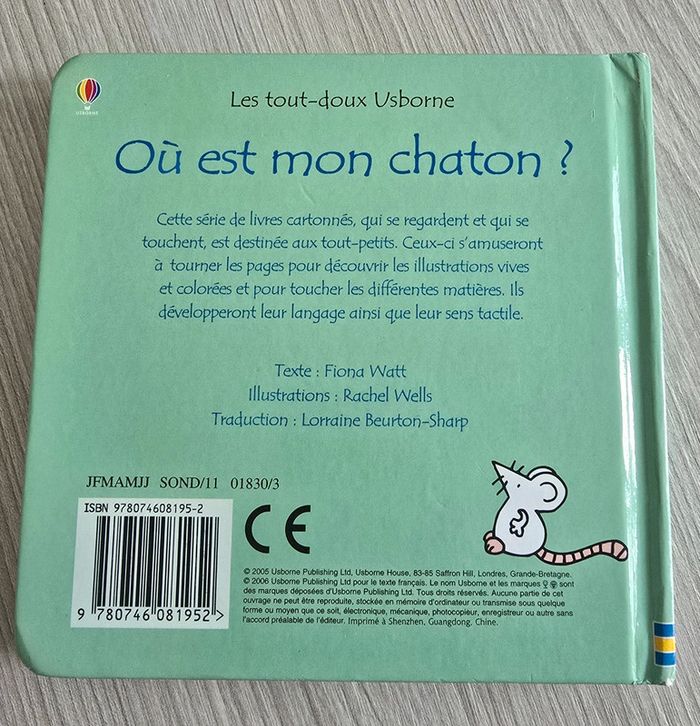 USBORNE
Les tout-doux Usborne
Où est mon chaton ?
Cette série de livres cartonnés, qui se regardent et qui se
touchent, est destinée aux tout-petits. Ceux-ci s'amuseront
à tourner les pages pour découvrir les illustrations vives
et colorées et pour toucher les différentes matières. Ils
développeront leur langage ainsi que leur sens tactile.
Texte : Fiona Watt
Illustrations : Rachel Wells
Traduction : Lorraine Beurton-Sharp
JFMAMJJ SOND/11 01830/3
ISBN 978074608195-2
9 780746 081952 >
CE
© 2005 Usborne Publishing Ltd, Usborne House, 83-85 Saffron Hill, Londres, Grande-Bretagne.
© 2006 Usborne Publishing Ltd pour le texte français. Le nom Usborne et les marques sont
des marques déposées d'Usborne Publishing Ltd. Tous droits réservés. Aucune partie de cet
ouvrage ne peut être reproduite, stockée en mémoire d'ordinateur ou transmise sous quelque
forme ou moyen que ce soit, électronique, mécanique, photocopieur, enregistreur ou autre sans
l'accord préalable de l'éditeur. Imprimé à Shenzhen, Guangdong, Chine.